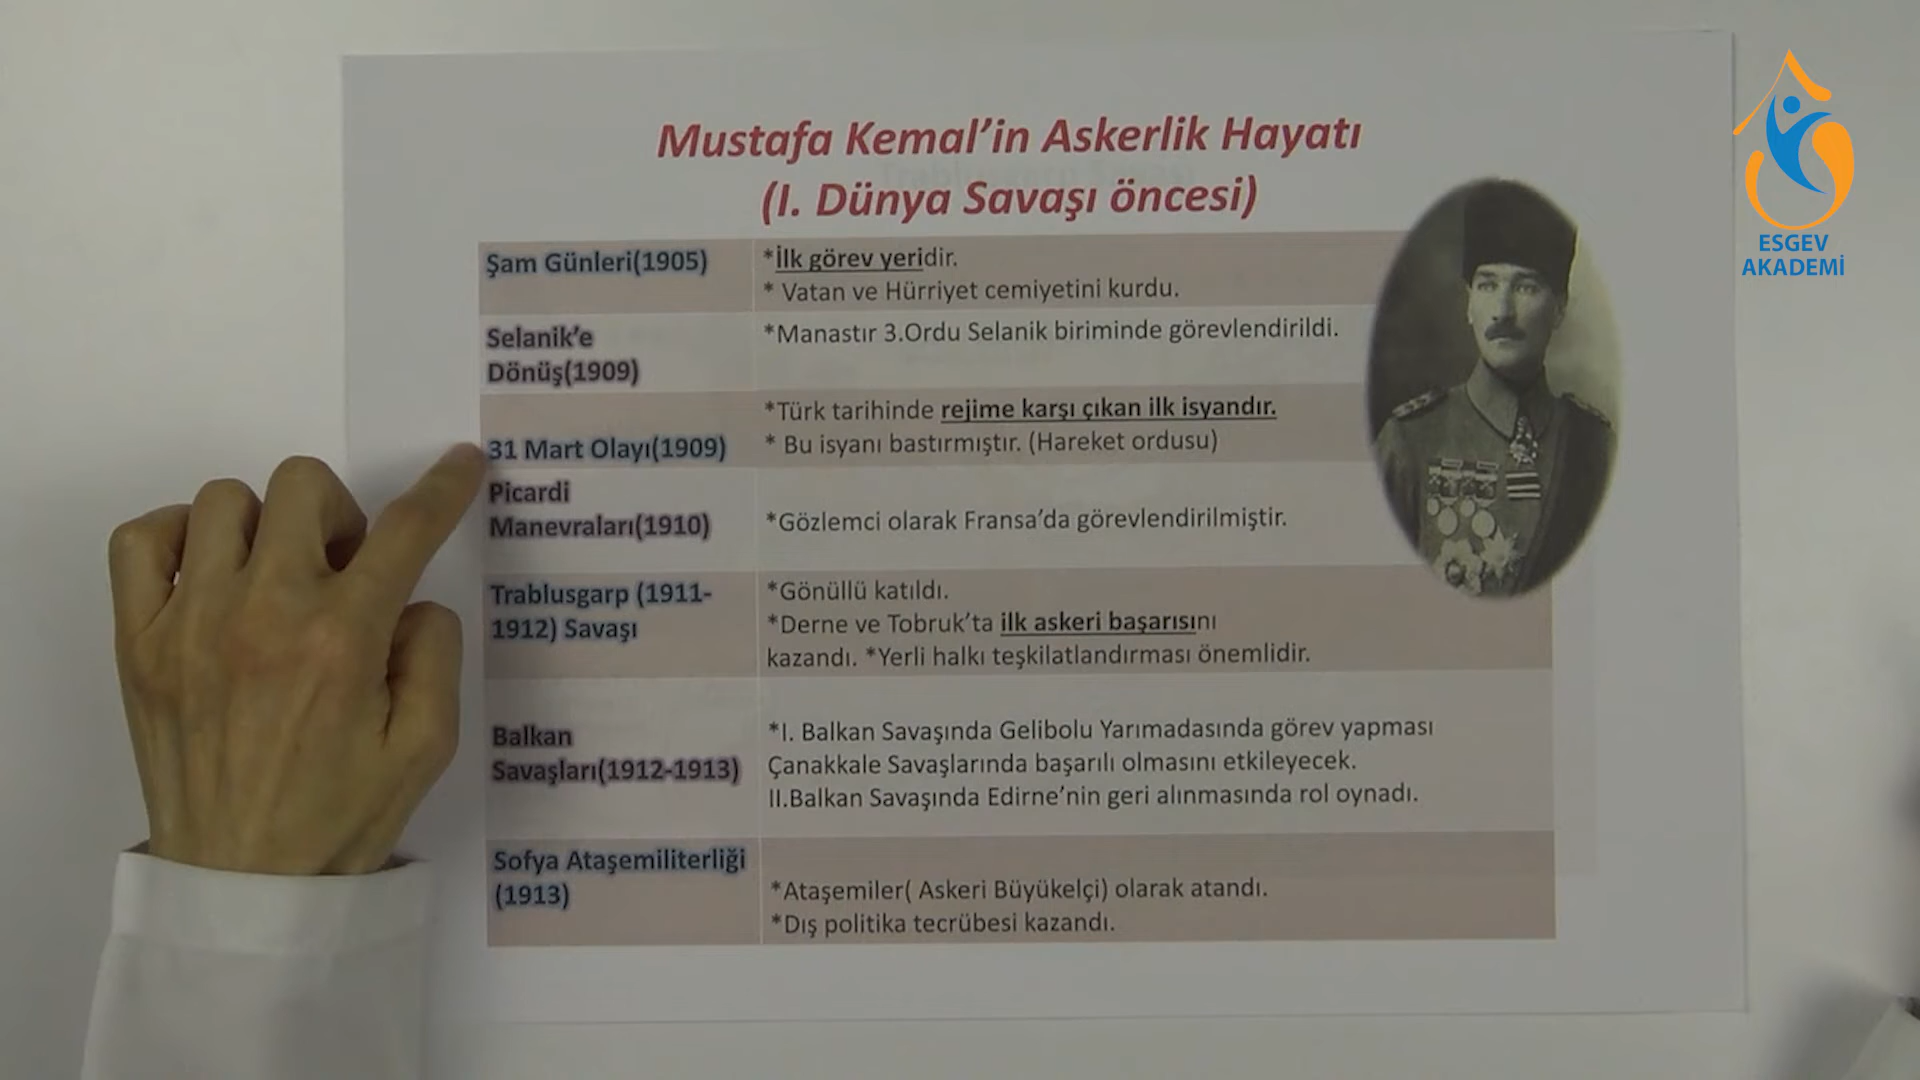 Mustafa Kemal’in Askerlik Hayatı
(I. Dünya Savaşı öncesi)
ESGEV
AKADEMİ
Şam Günleri(1905)
*İlk görev yeridir.
* Vatan ve Hürriyet cemiyetini kurdu.
Selanik’e
Dönüş(1909)
*Manastır 3.Ordu Selanik biriminde görevlendirildi.
31 Mart Olayı(1909)
*Türk tarihinde rejime karşı çıkan ilk isyandır.
* Bu isyanı bastırmıştır. (Hareket ordusu)
Picardi
Manevraları(1910)
*Gözlemci olarak Fransa’da görevlendirilmiştir.
Trablusgarp (1911-
1912) Savaşı
*Gönüllü katıldı.
*Derne ve Tobruk’ta ilk askeri başarısını
kazandı. *Yerli halkı teşkilatlandırması önemlidir.
Balkan
Savaşları(1912-1913)
*I. Balkan Savaşında Gelibolu Yarımadasında görev yapması
Çanakkale Savaşlarında başarılı olmasını etkileyecek.
II.Balkan Savaşında Edirne’nin geri alınmasında rol oynadı.
Sofya Ataşemiliterliği
(1913)
*Ataşemiler( Askeri Büyükelçi) olarak atandı.
*Dış politika tecrübesi kazandı.